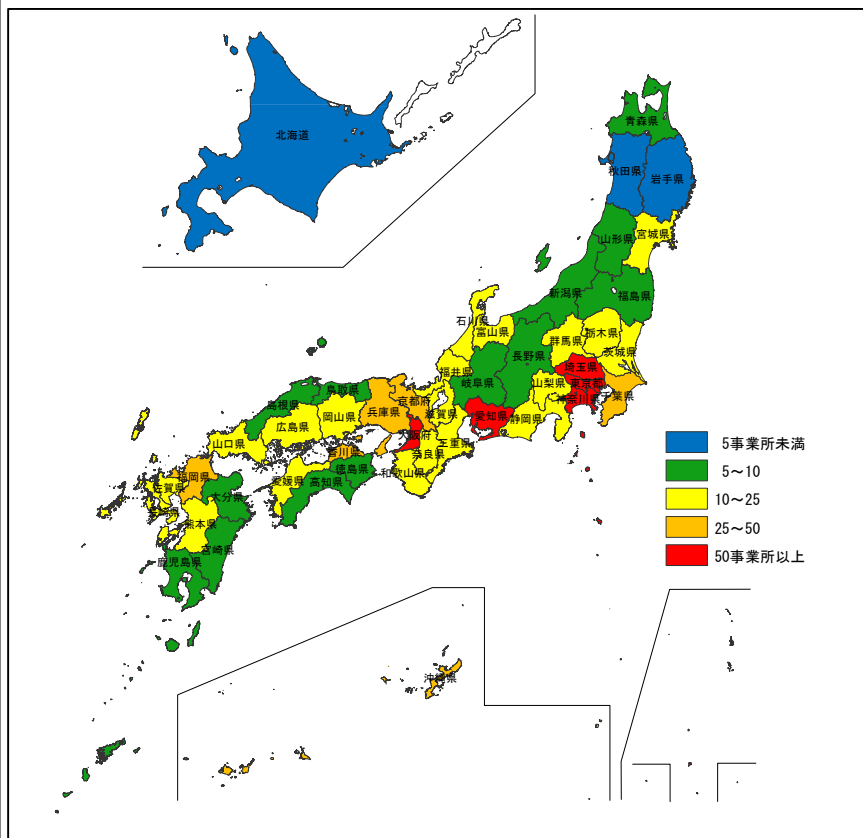 北海道
青森県
秋田県
岩手県
山形県
宮城県
新潟県
福島県
石川県
富山県
栃木県
群馬県
茨城県
長野県
福井県
埼玉県
岐阜県
山梨県
東京都
千葉県
神奈川県
鳥取県
島根県
京都府
兵庫県
滋賀県
愛知県
静岡県
岡山県
広島県
大阪府
三重県
山口県
奈良県
香川県
徳島県
和歌山県
福岡県
愛媛県
高知県
佐賀県
大分県
長崎県
熊本県
宮崎県
鹿児島県
沖縄県
5事業所未満
5~10
10~25
25~50
50事業所以上